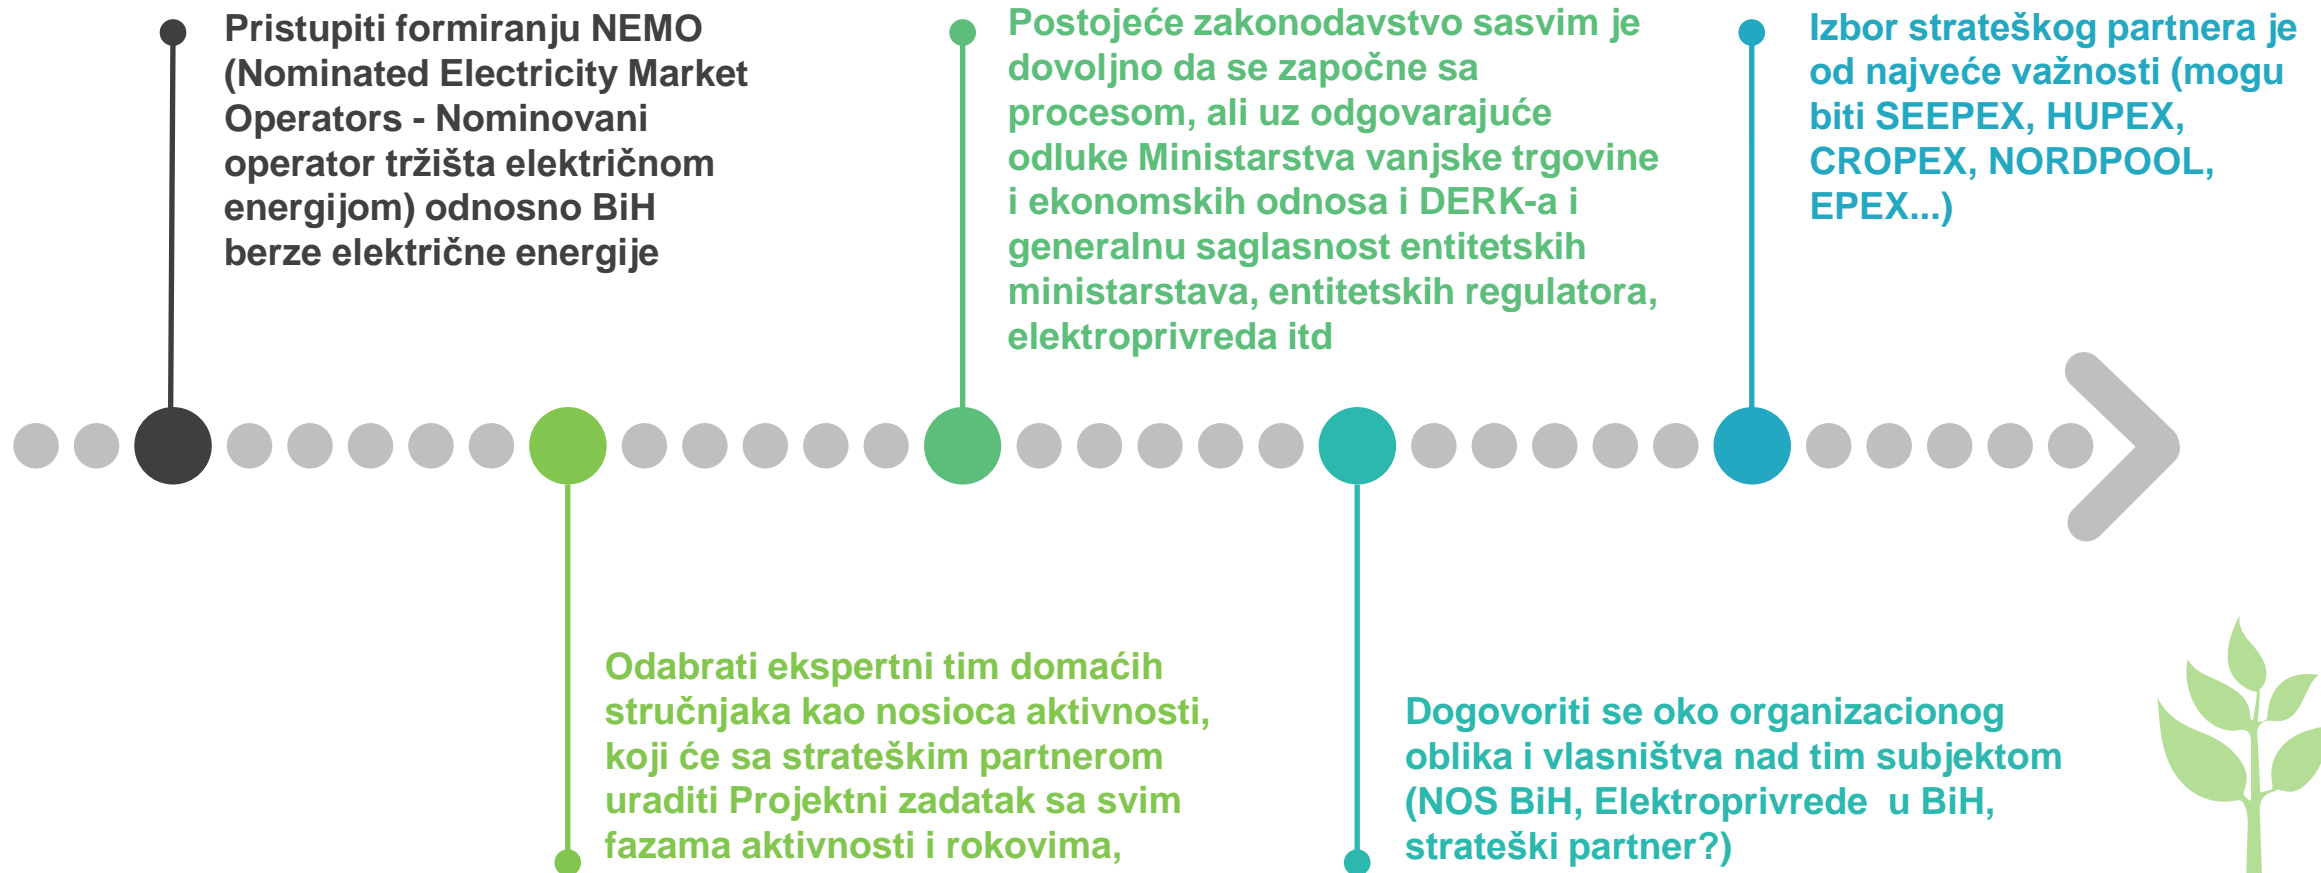 Pristupiti formiranju NEMO
(Nominated Electricity Market
Operators - Nominovani
operator tržišta električnom
energijom) odnosno BiH
berze električne energije
Odabrati ekspertni tim domaćih
stručnjaka kao nosioca aktivnosti,
koji će sa strateškim partnerom
uraditi Projektni zadatak sa svim
fazama aktivnosti i rokovima,
Postojeće zakonodavstvo sasvim je
dovoljno da se započne sa
procesom, ali uz odgovarajuće
odluke Ministarstva vanjske trgovine
i ekonomskih odnosa i DERK-a i
generalnu saglasnost entitetskih
ministarstava, entitetskih regulatora,
elektroprivreda itd
Dogovoriti se oko organizacionog
oblika i vlasništva nad tim subjektom
(NOS BiH, Elektroprivrede  u BiH,
strateški partner?)
Izbor strateškog partnera je
od najveće važnosti (mogu
biti SEEPEX, HUPEX,
CROPEX, NORDPOOL,
EPEX...)